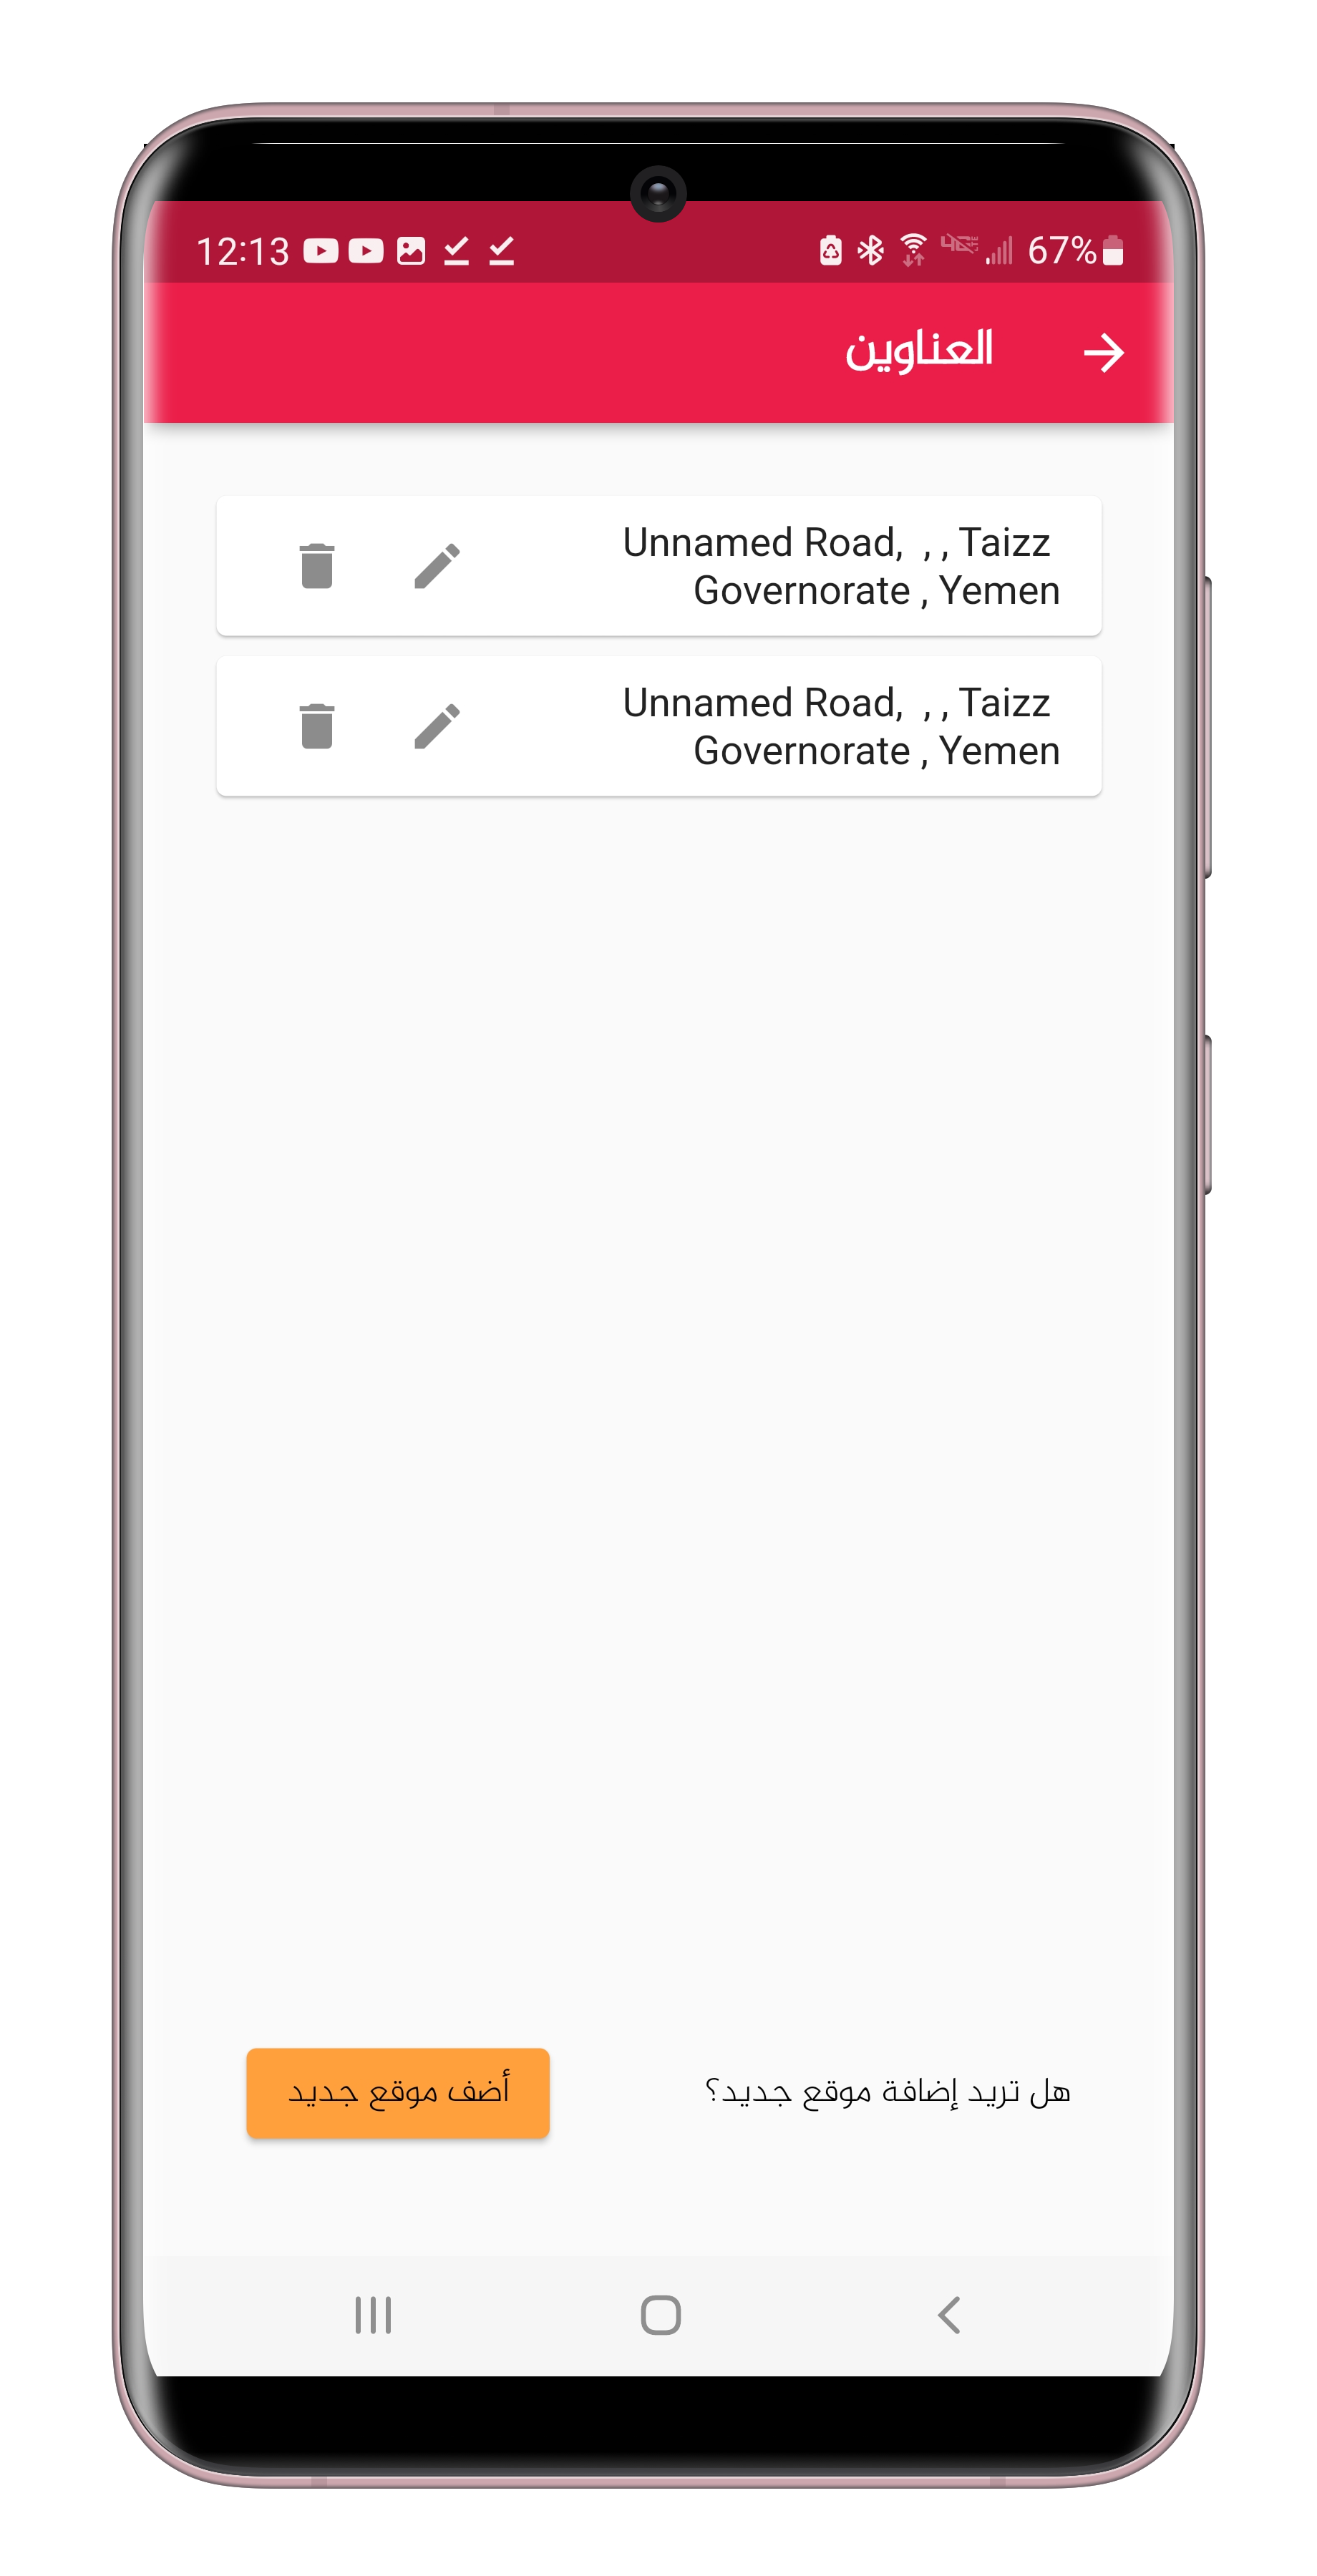 12:13
67%
العناوين
Unnamed Road,  , , Taizz
Governorate , Yemen
Unnamed Road,  , , Taizz
Governorate , Yemen
هل تريد إضافة موقع جديد؟
أضف موقع جديد